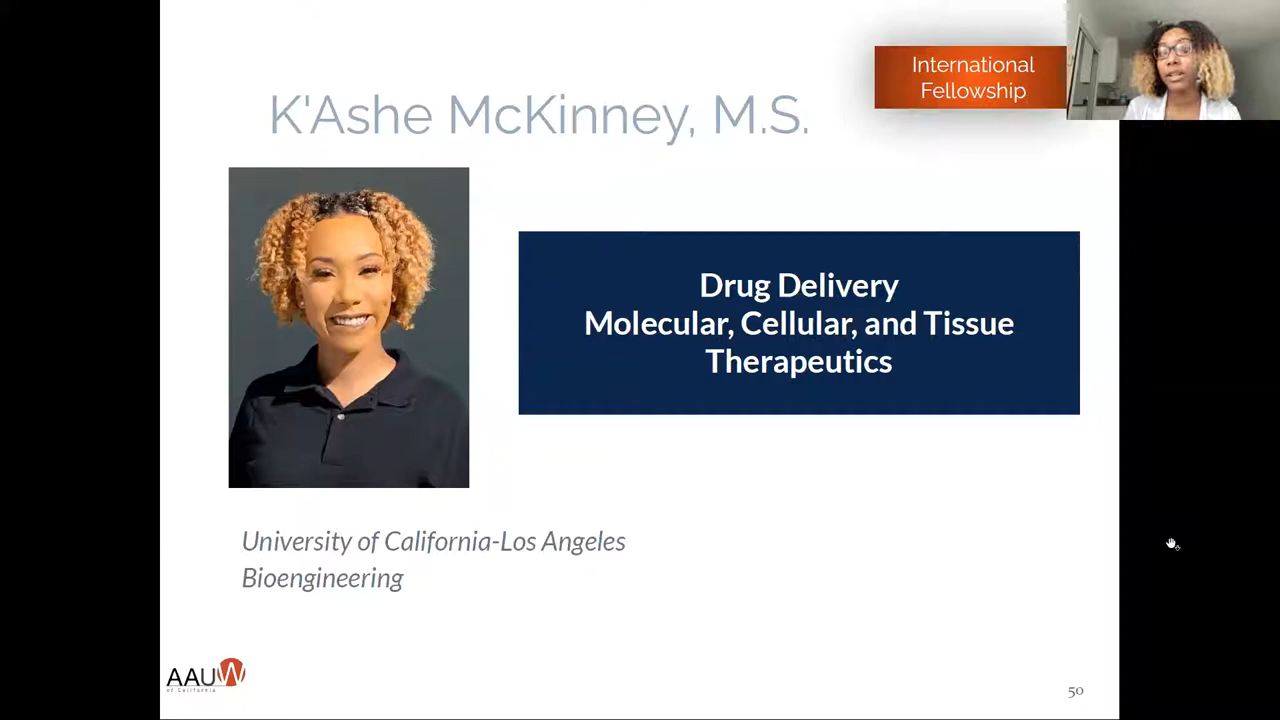 International
Fellowship
K'Ashe McKinney, M.S.
Drug Delivery
Molecular, Cellular, and Tissue
Therapeutics
University of California-Los Angeles
Bioengineering
AAUW
of California
50